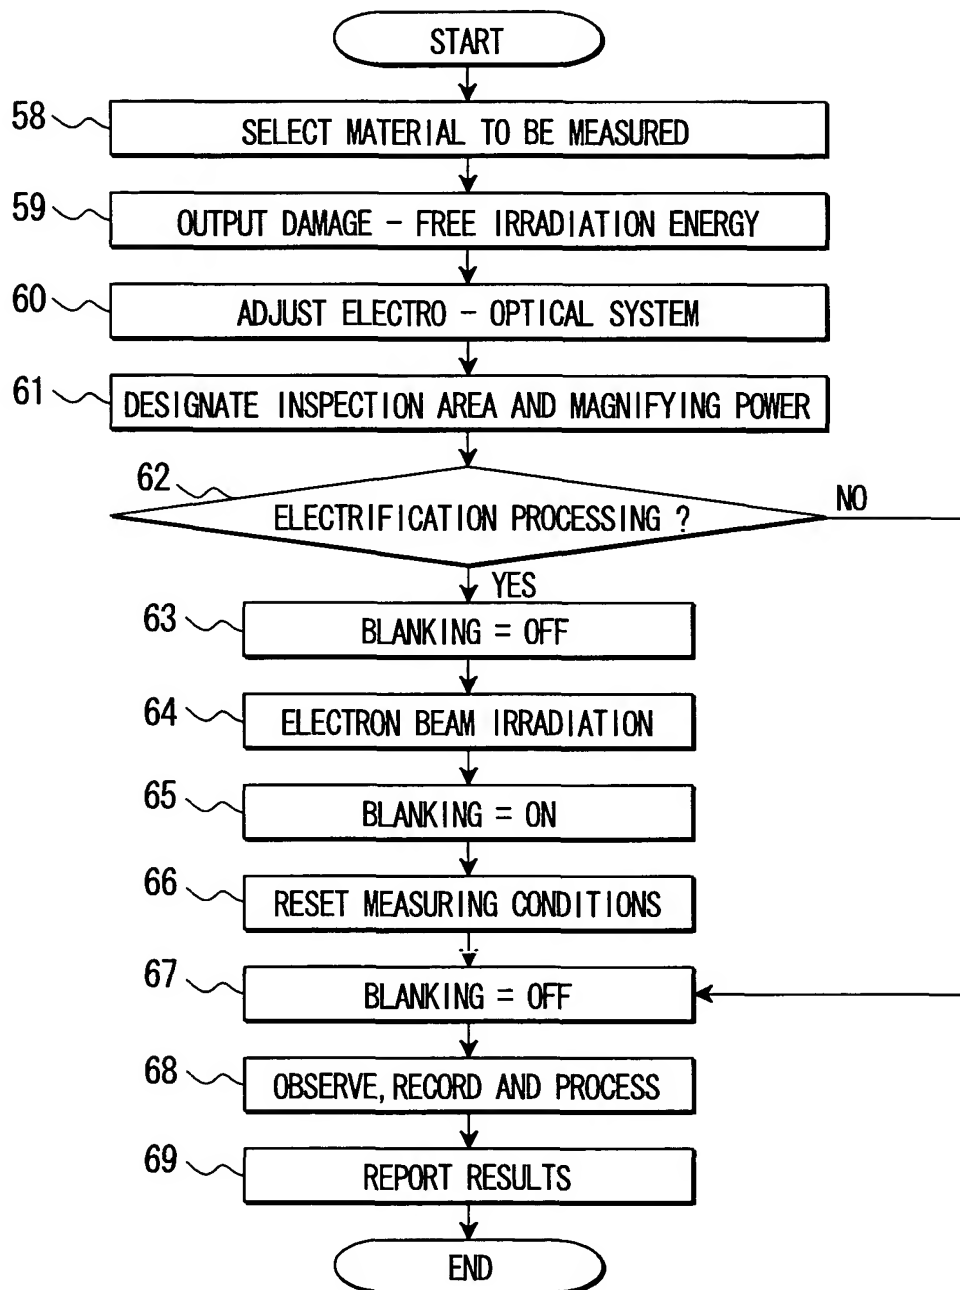 START
58
SELECT MATERIAL TO BE MEASURED
59
OUTPUT DAMAGE - FREE IRRADIATION ENERGY
60
ADJUST ELECTRO - OPTICAL SYSTEM
61
DESIGNATE INSPECTION AREA AND MAGNIFYING POWER
62
ELECTRIFICATION PROCESSING ?
NO
YES
63
BLANKING = OFF
64
ELECTRON BEAM IRRADIATION
65
BLANKING = ON
66
RESET MEASURING CONDITIONS
67
BLANKING = OFF
68
OBSERVE, RECORD AND PROCESS
69
REPORT RESULTS
END